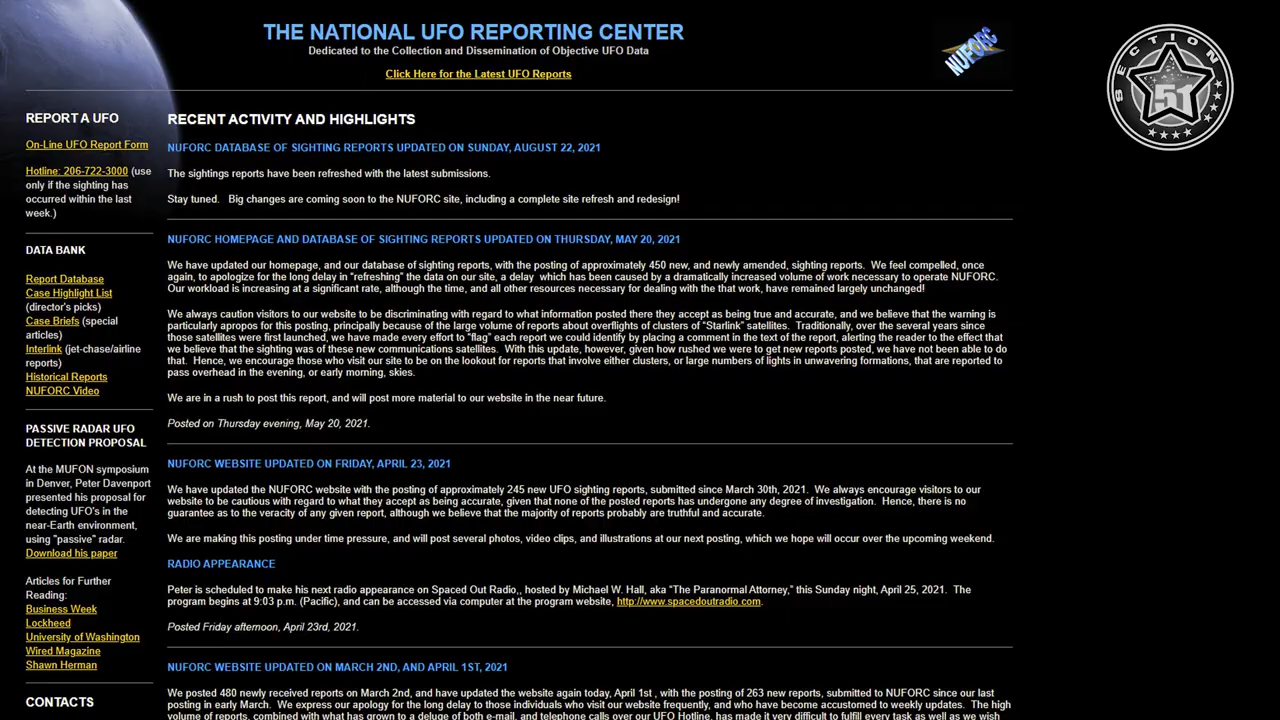 THE NATIONAL UFO REPORTING CENTER
Dedicated to the Collection and Dissemination of Objective UFO Data
Click Here for the Latest UFO Reports
NUFORC
SECTION
51
REPORT A UFO
On-Line UFO Report Form
Hotline: 206-722-3000 (use
only if the sighting has
occurred within the last
week.)
DATA BANK
Report Database
Case Highlight List
(director's picks)
Case Briefs (special
articles)
Interlink (jet-chase/airline
reports)
Historical Reports
NUFORC Video
PASSIVE RADAR UFO
DETECTION PROPOSAL
At the MUFON symposium
in Denver, Peter Davenport
presented his proposal for
detecting UFO's in the
near-Earth environment,
using "passive" radar.
Download his paper
Articles for Further
Reading:
Business Week
Lockheed
University of Washington
Wired Magazine
Shawn Herman
CONTACTS
RECENT ACTIVITY AND HIGHLIGHTS
NUFORC DATABASE OF SIGHTING REPORTS UPDATED ON SUNDAY, AUGUST 22, 2021
The sightings reports have been refreshed with the latest submissions.
Stay tuned.   Big changes are coming soon to the NUFORC site, including a complete site refresh and redesign!
NUFORC HOMEPAGE AND DATABASE OF SIGHTING REPORTS UPDATED ON THURSDAY, MAY 20, 2021
We have updated our homepage, and our database of sighting reports, with the posting of approximately 450 new, and newly amended, sighting reports.  We feel compelled, once
again, to apologize for the long delay in “refreshing” the data on our site, a delay  which has been caused by a dramatically increased volume of work necessary to operate NUFORC.
Our workload is increasing at a significant rate, although the time, and all other resources necessary for dealing with the that work, have remained largely unchanged!
We always caution visitors to our website to be discriminating with regard to what information posted there they accept as being true and accurate, and we believe that the warning is
particularly apropos for this posting, principally because of the large volume of reports about overflights of clusters of “Starlink” satellites.  Traditionally, over the several years since
those satellites were first launched, we have made every effort to “flag” each report we could identify by placing a comment in the text of the report, alerting the reader to the effect that
we believe that the sighting was of these new communications satellites.  With this update, however, given how rushed we were to get new reports posted, we have not been able to do
that.  Hence, we encourage those who visit our site to be on the lookout for reports that involve either clusters, or large numbers of lights in unwavering formations, that are reported to
pass overhead in the evening, or early morning, skies.
We are in a rush to post this report, and will post more material to our website in the near future.
Posted on Thursday evening, May 20, 2021.
NUFORC WEBSITE UPDATED ON FRIDAY, APRIL 23, 2021
We have updated the NUFORC website with the posting of approximately 245 new UFO sighting reports, submitted since March 30th, 2021.  We always encourage visitors to our
website to be cautious with regard to what they accept as being accurate, given that none of the posted reports has undergone any degree of investigation.  Hence, there is no
guarantee as to the veracity of any given report, although we believe that the majority of reports probably are truthful and accurate.
We are making this posting under time pressure, and will post several photos, video clips, and illustrations at our next posting, which we hope will occur over the upcoming weekend.
RADIO APPEARANCE
Peter is scheduled to make his next radio appearance on Spaced Out Radio,, hosted by Michael W. Hall, aka “The Paranormal Attorney,” this Sunday night, April 25, 2021.  The
program begins at 9:03 p.m. (Pacific), and can be accessed via computer at the program website, http://www.spacedoutradio.com.
Posted Friday afternoon, April 23rd, 2021.
NUFORC WEBSITE UPDATED ON MARCH 2ND, AND APRIL 1ST, 2021
We posted 480 newly received reports on March 2nd, and have updated the website again today, April 1st , with the posting of 263 new reports, submitted to NUFORC since our last
posting in early March.  We express our apology for the long delay to those individuals who visit our website frequently, and who have become accustomed to weekly updates.  The high
volume of reports, combined with what has grown to a deluge of both e-mail, and telephone calls over our UFO Hotline, has made it very difficult to fulfill every task as well as we wish